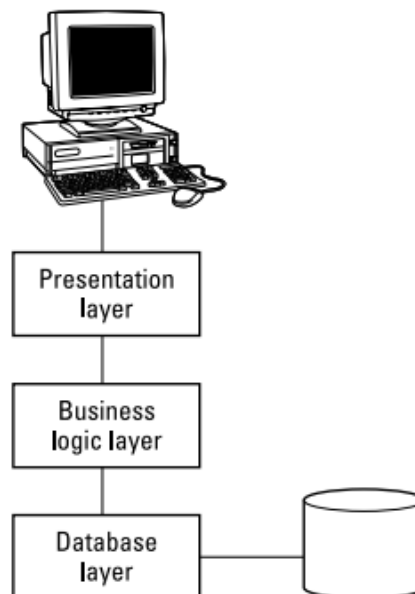 Presentation
layer
Business
logic layer
Database
layer